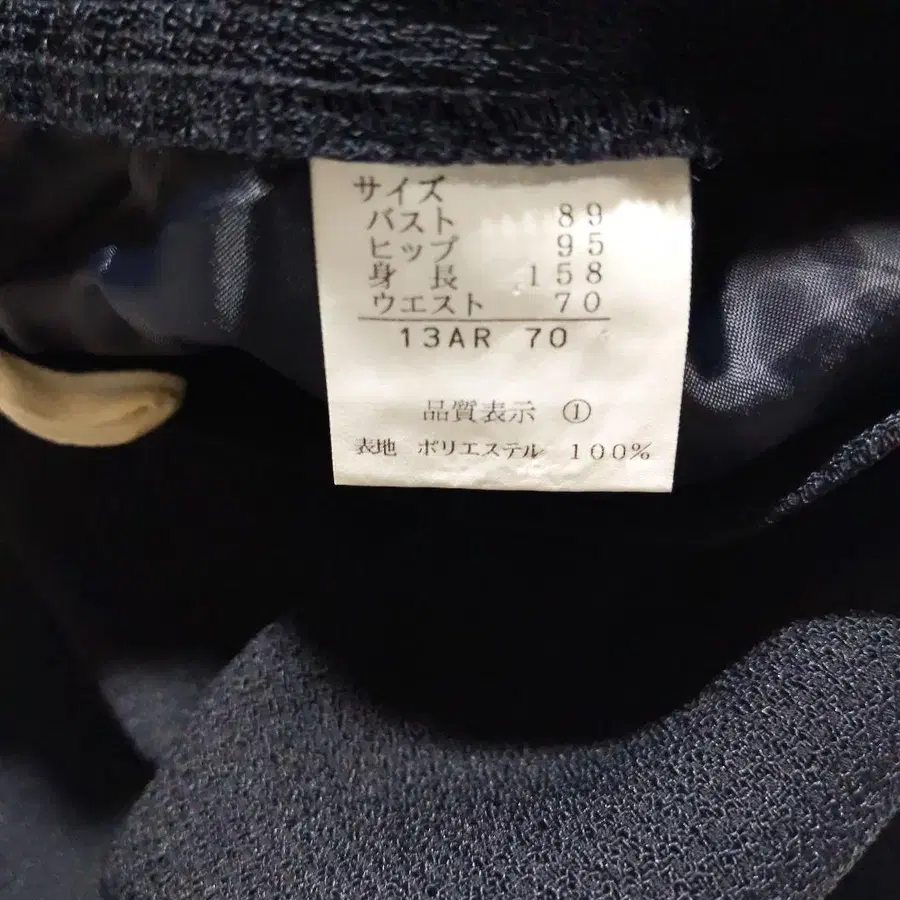 サイズ
バスト 89
ヒップ 95
身長 158
ウエスト 70
13AR 70
品質表示 ①
表地 ポリエステル 100%